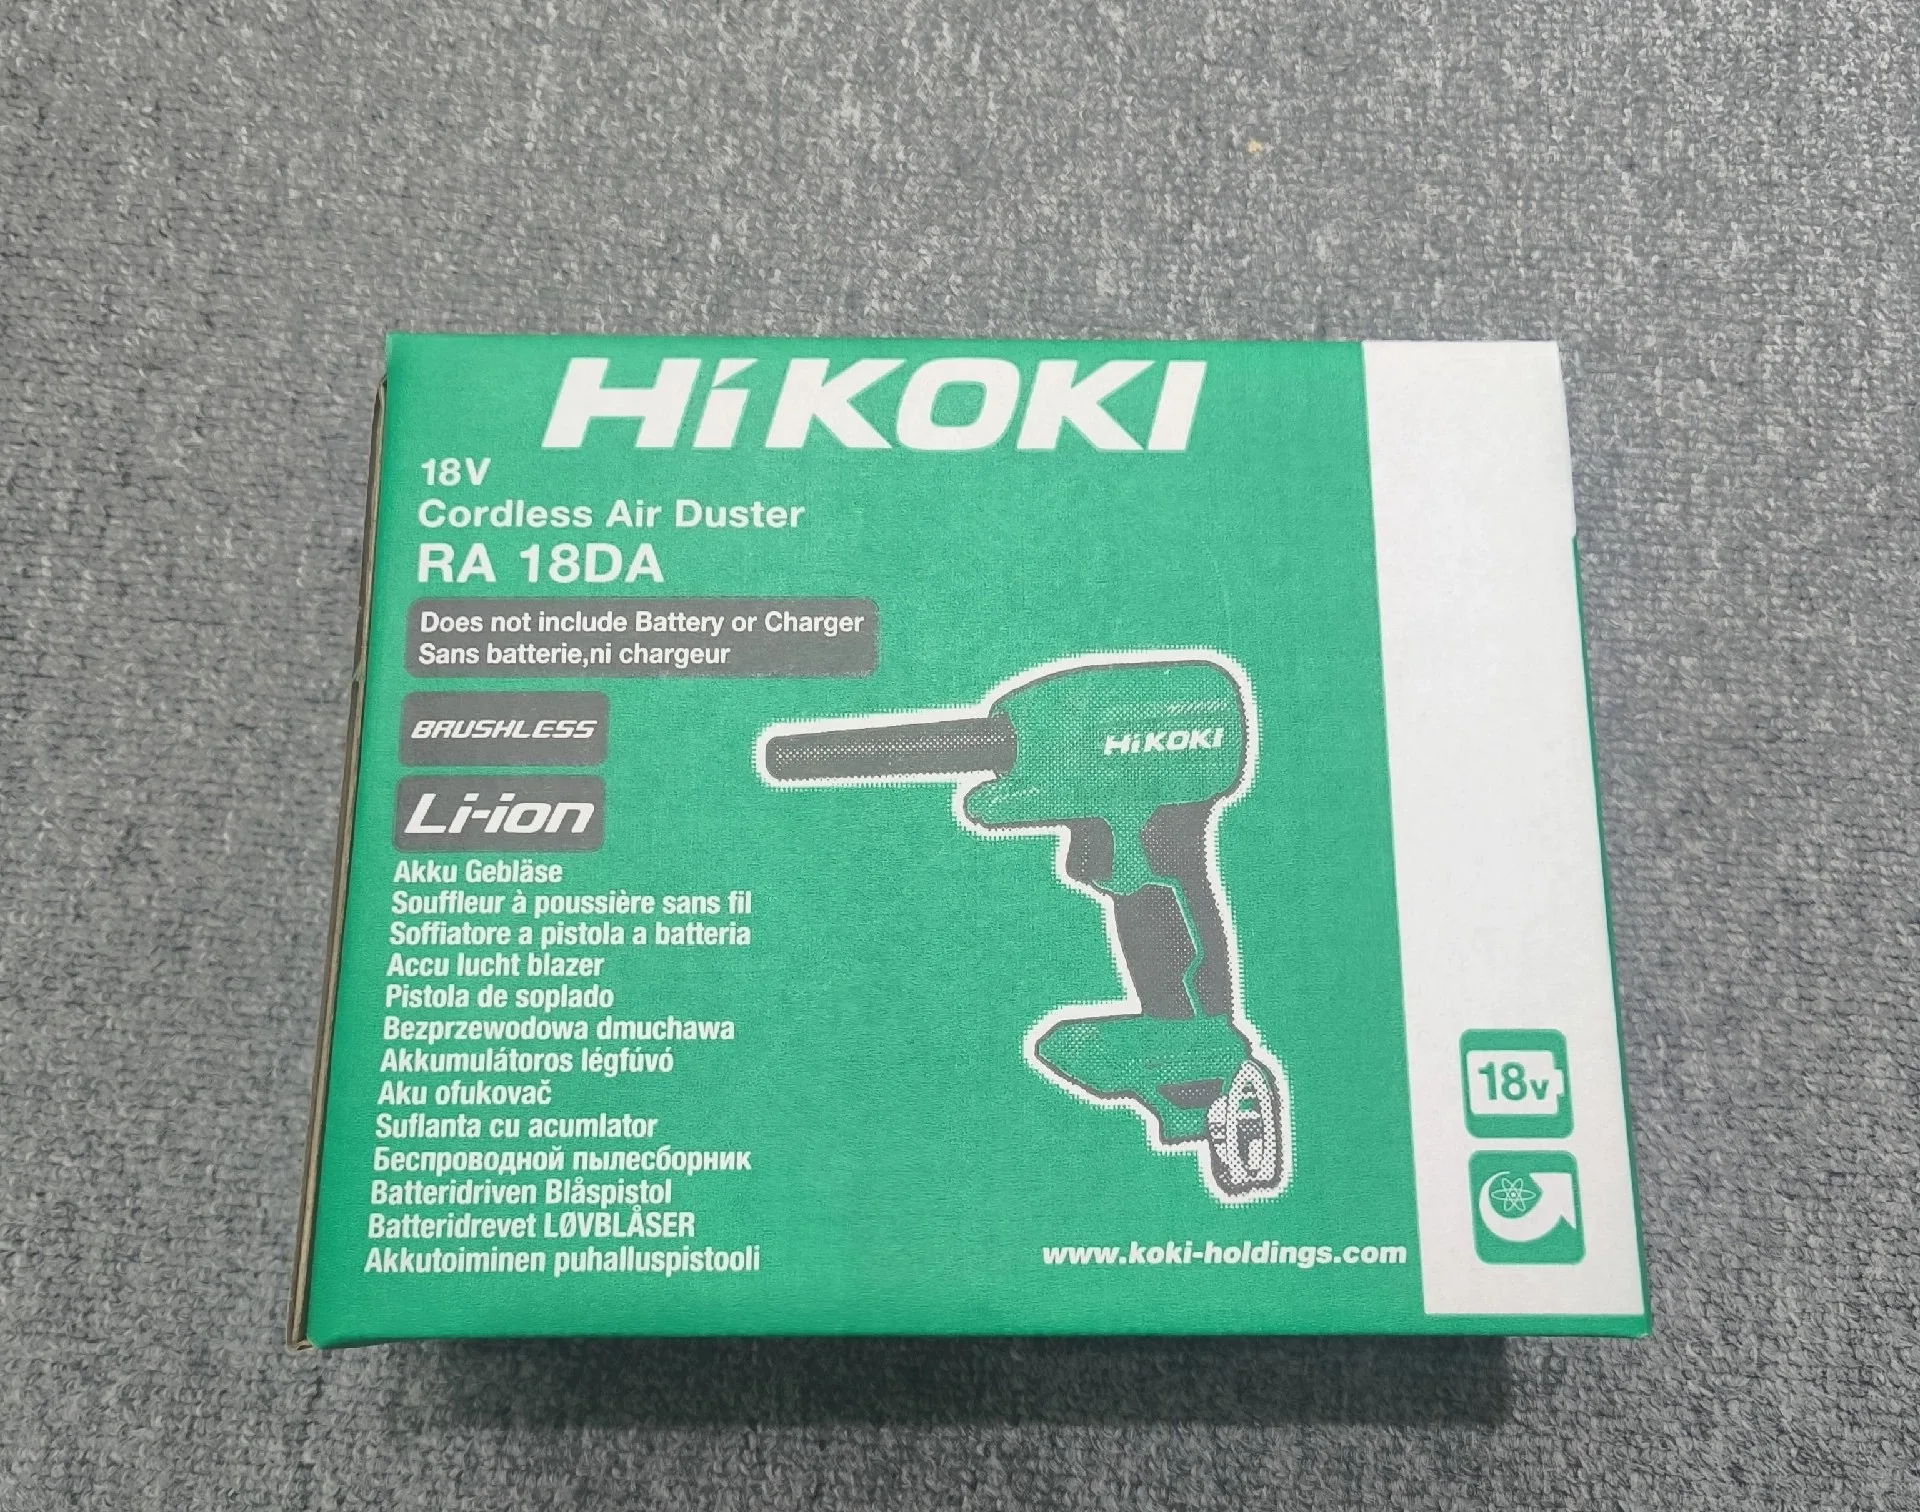 HiKOKI
18V
Cordless Air Duster
RA 18DA
Does not include Battery or Charger
Sans batterie,ni chargeur
BRUSHLESS
Li-ion
HiKOKI
Akku Gebläse
Souffleur à poussière sans fil
Soffiatore a pistola a batteria
Accu lucht blazer
Pistola de soplado
Bezprzewodowa dmuchawa
Akkumulátoros légfúvó
Aku ofukovač
Suflanta cu acumlator
Беспроводной пылесборник
Batteridriven Blåspistol
Batteridrevet LØVBLÅSER
Akkutoiminen puhalluspistooli
www.koki-holdings.com
18v